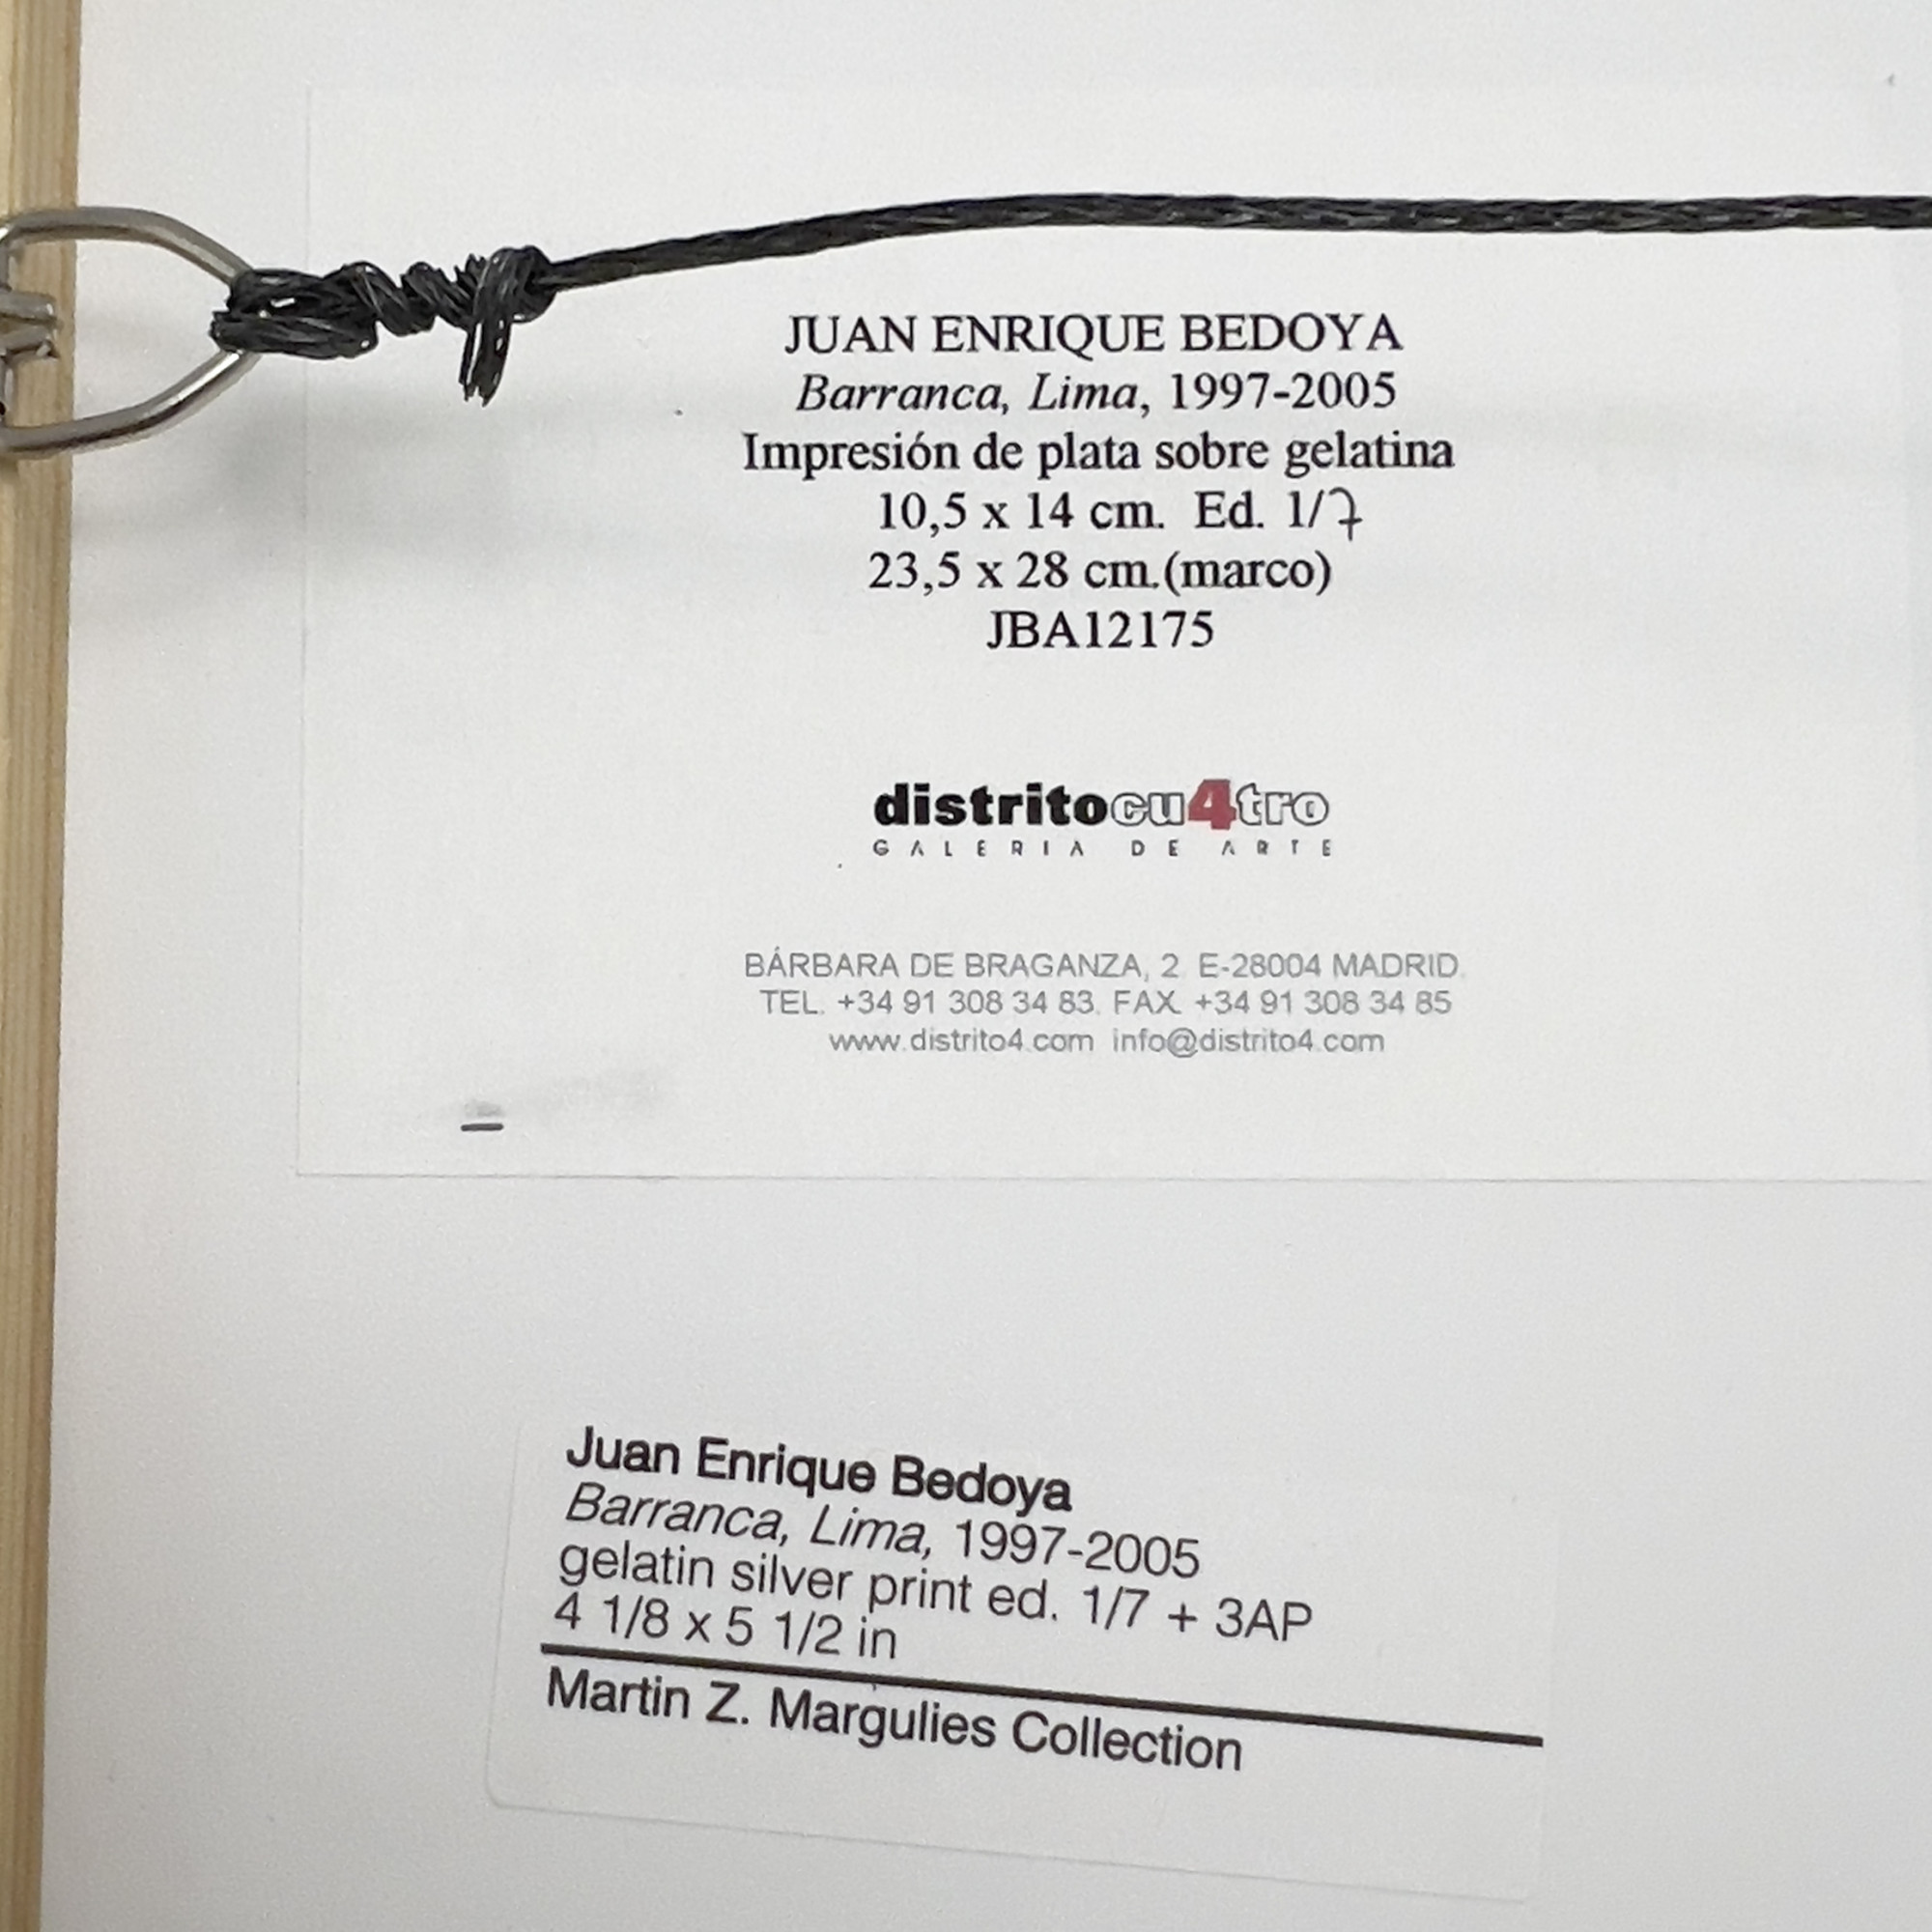 JUAN ENRIQUE BEDOYA
Barranca, Lima, 1997-2005
Impresión de plata sobre gelatina
10,5 x 14 cm. Ed. 1/7
23,5 x 28 cm.(marco)
JBA12175
distritocu4tro
GALERIA DE ARTE
BÁRBARA DE BRAGANZA, 2 E-28004 MADRID.
TEL. +34 91 308 34 83. FAX. +34 91 308 34 85
www.distrito4.com info@distrito4.com
Juan Enrique Bedoya
Barranca, Lima, 1997-2005
gelatin silver print ed. 1/7 + 3AP
4 1/8 x 5 1/2 in
Martin Z. Margulies Collection